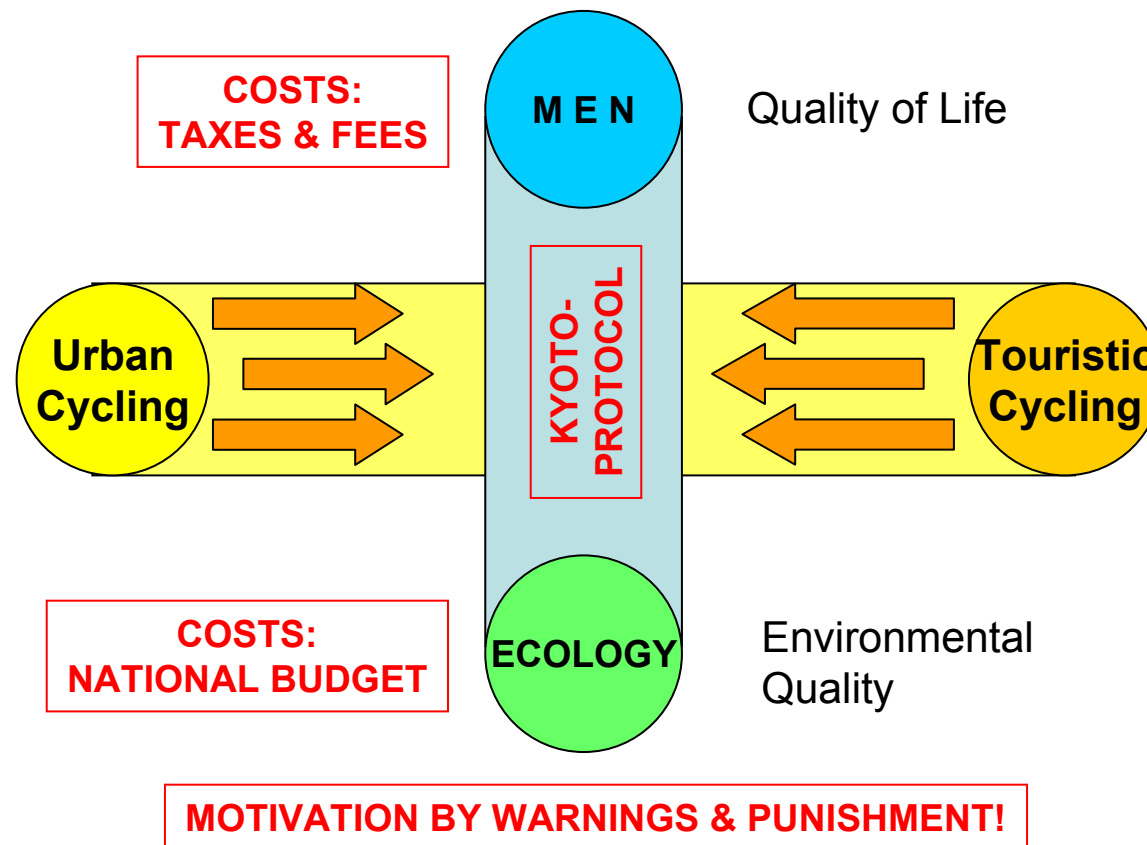 COSTS:
TAXES & FEES
M E N
Quality of Life
KYOTO-
PROTOCOL
Urban
Cycling
Touristic
Cycling
COSTS:
NATIONAL BUDGET
ECOLOGY
Environmental
Quality
MOTIVATION BY WARNINGS & PUNISHMENT!